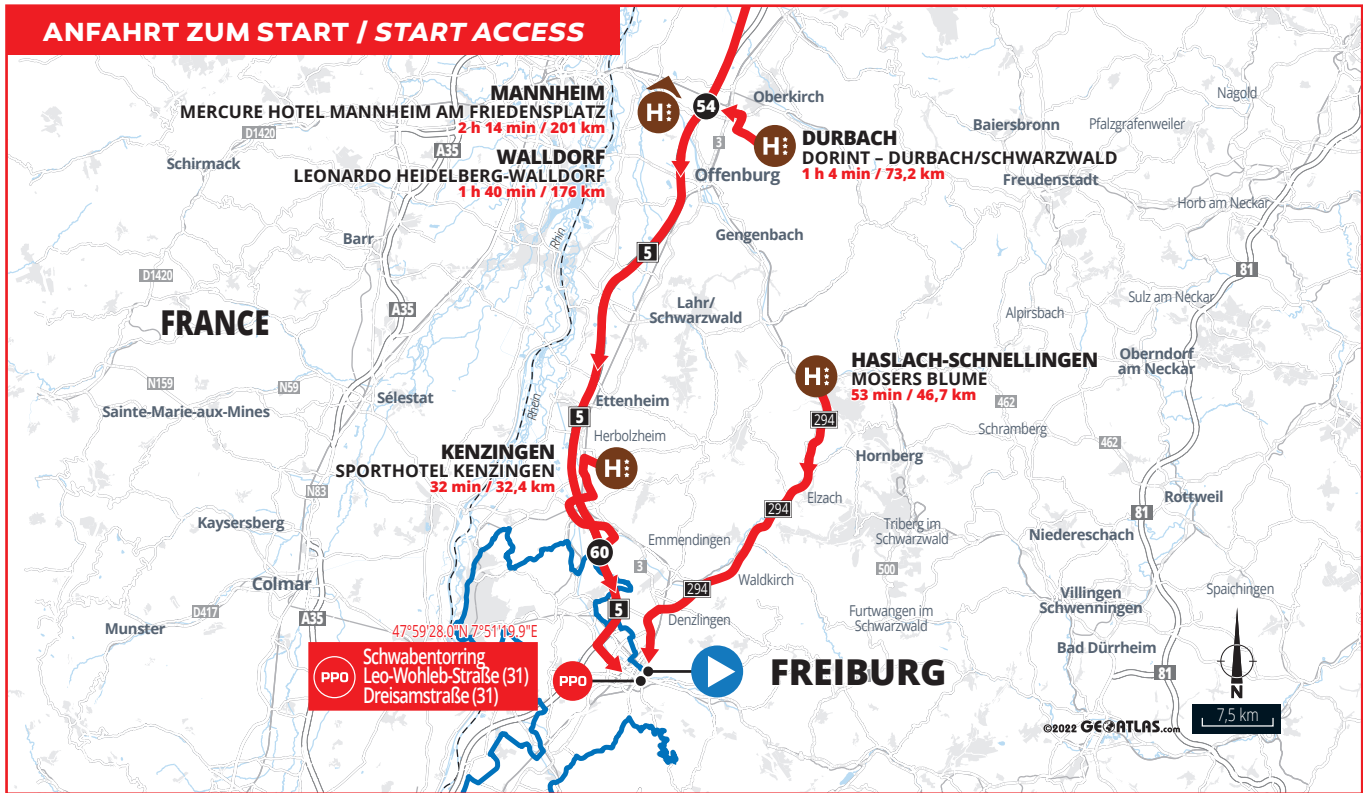 ANFAHRT ZUM START / START ACCESS
MANNHEIM
MERCURE HOTEL MANNHEIM AM FRIEDENSPLATZ
2 h 14 min / 201 km
WALLDORF
LEONARDO HEIDELBERG-WALLDORF
1 h 40 min / 176 km
H
54
Oberkirch
Nagold
D1420
A35
Schirmack
3
H
DURBACH
DORINT – DURBACH/SCHWARZWALD
1 h 4 min / 73,2 km
Baiersbronn
Pfalzgrafenweiler
Offenburg
Freudenstadt
Horb am Neckar
Barr
Rhin
5
Gengenbach
D1420
81
A35
FRANCE
Lahr/
Schwarzwald
Alpirsbach
Sulz am Neckar
N159
N59
Sélestat
Sainte-Marie-aux-Mines
Rhein
5
Ettenheim
H
HASLACH-SCHNELLINGEN
MOSERS BLUME
53 min / 46,7 km
294
Oberndorf
am Neckar
462
Schramberg
462
Herbolzheim
KENZINGEN
SPORTHOTEL KENZINGEN
32 min / 32,4 km
H
Hornberg
N83
Elzach
294
Rottweil
81
Kaysersberg
Triberg im
Schwarzwald
Niedereschach
60
Emmendingen
3
500
Colmar
Waldkirch
294
Villingen
Schwenningen
Spaichingen
D417
A35
5
Denzlingen
Furtwangen im
Schwarzwald
Munster
Bad Dürrheim
81
47°59'28.0"N 7°51'19.9"E
PPO
Schwabentorring
Leo-Wohleb-Straße (31)
Dreisamstraße (31)
PPO
FREIBURG
N
7,5 km
©2022 GEOATLAS.com